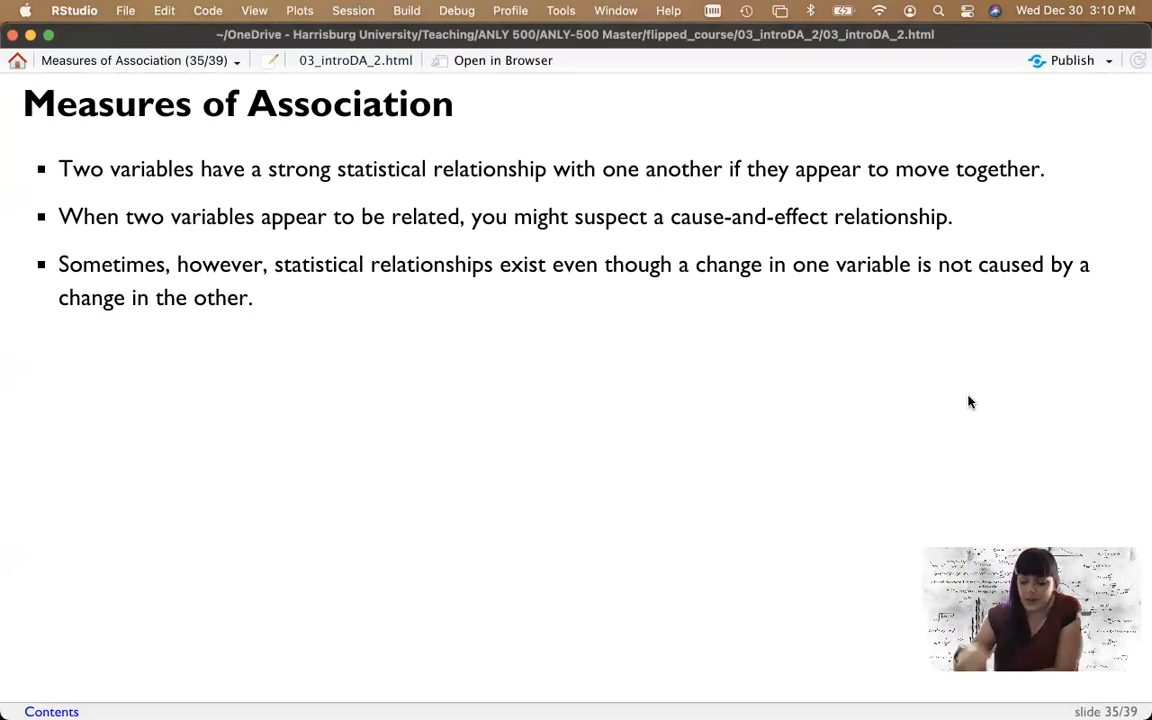 RStudio File Edit Code View Plots Session Build Debug Profile Tools Window Help Wed Dec 30 3:10 PM
~/OneDrive - Harrisburg University/Teaching/ANLY 500/ANLY-500 Master/flipped_course/03_introDA_2/03_introDA_2.html
Measures of Association (35/39) 03_introDA_2.html Open in Browser Publish
Measures of Association
▪ Two variables have a strong statistical relationship with one another if they appear to move together.
▪ When two variables appear to be related, you might suspect a cause-and-effect relationship.
▪ Sometimes, however, statistical relationships exist even though a change in one variable is not caused by a
change in the other.
Contents slide 35/39